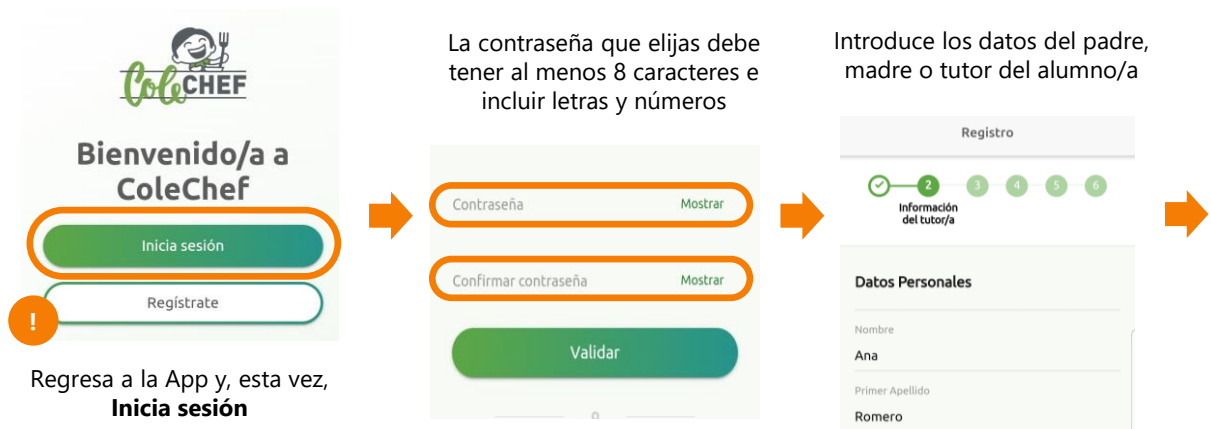 ColeCHEF
Bienvenido/a a
ColeChef
Inicia sesión
Regístrate
!
Regresa a la App y, esta vez,
Inicia sesión
La contraseña que elijas debe
tener al menos 8 caracteres e
incluir letras y números
Contraseña Mostrar
Confirmar contraseña Mostrar
Validar
Introduce los datos del padre,
madre o tutor del alumno/a
Registro
2 3 4 5 6
Información
del tutor/a
Datos Personales
Nombre
Ana
Primer Apellido
Romero